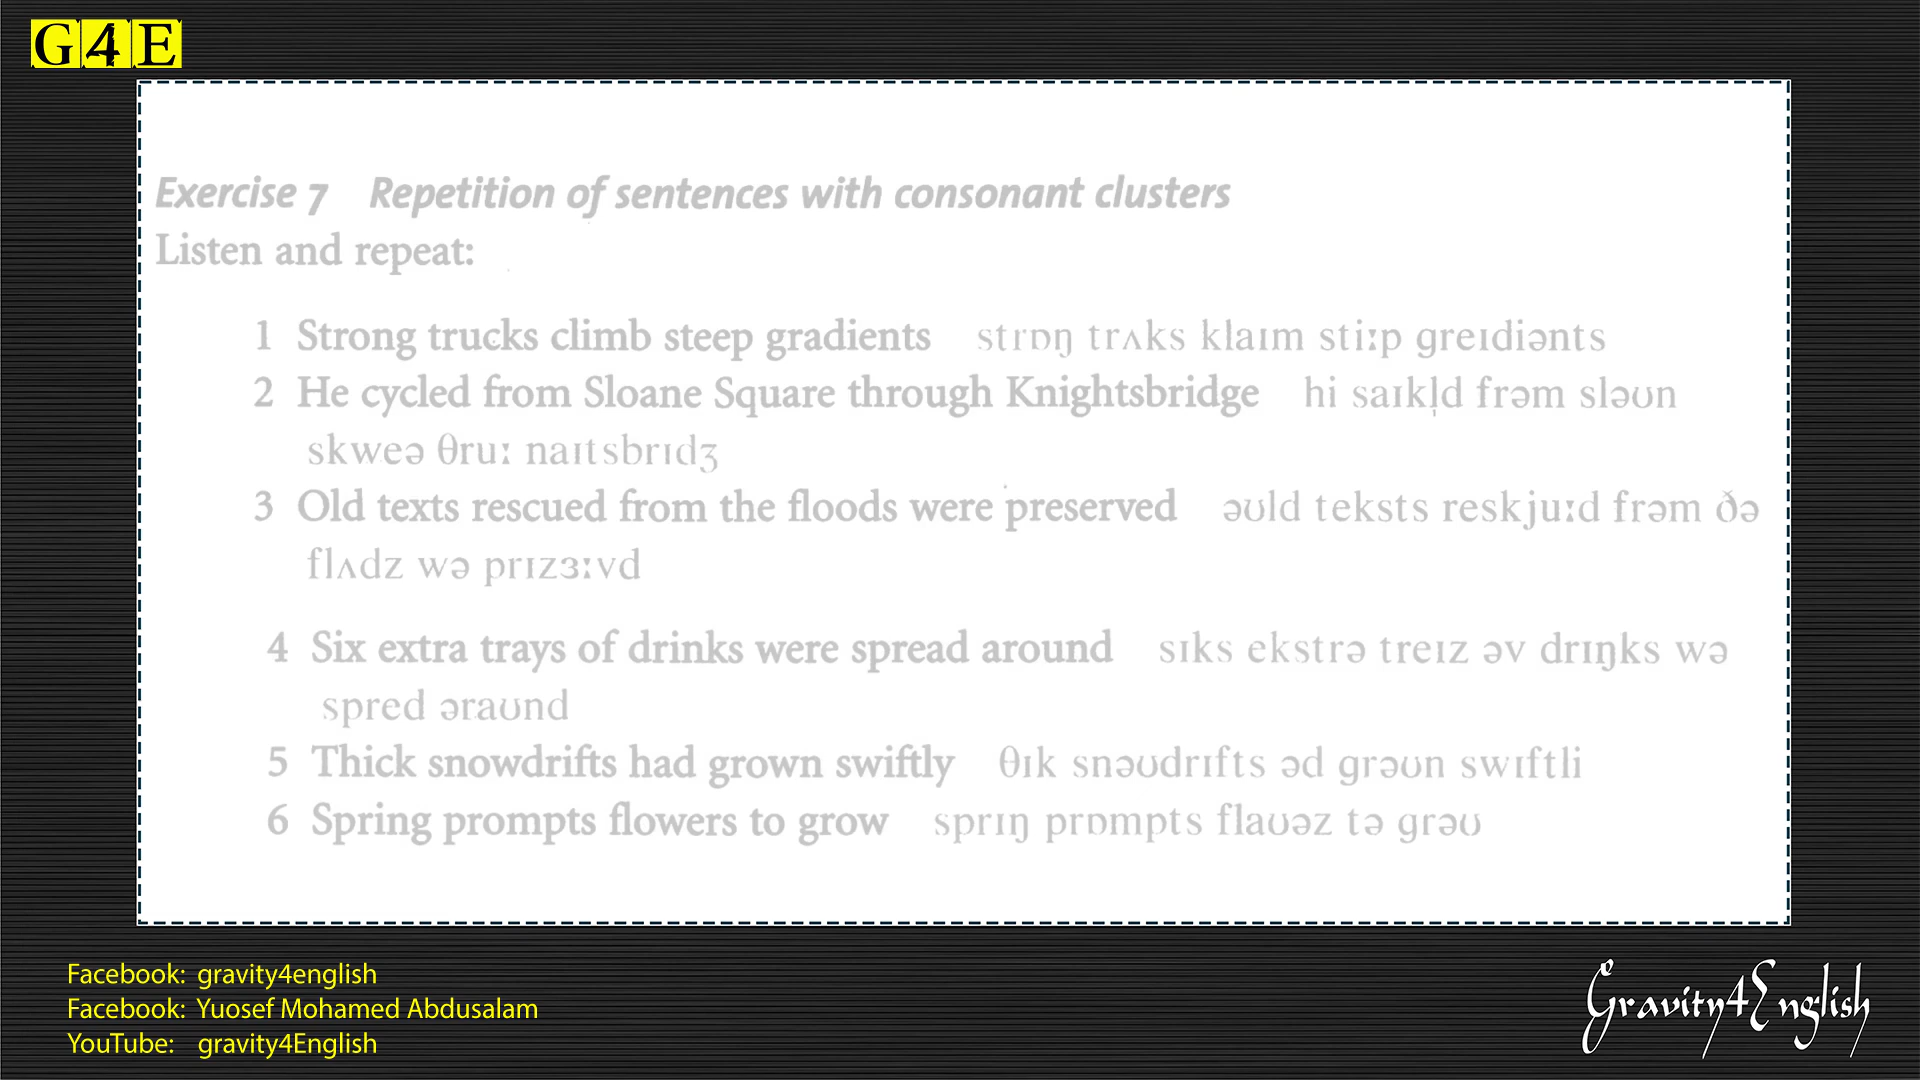 G4E
Exercise 7 Repetition of sentences with consonant clusters
Listen and repeat:
1 Strong trucks climb steep gradients strɒŋ trʌks klaɪm stiːp greɪdiənts
2 He cycled from Sloane Square through Knightsbridge hi saɪkl̩d frəm sləʊn
skweə θruː naɪtsbrɪdʒ
3 Old texts rescued from the floods were preserved əʊld teksts reskjuːd frəm ðə
flʌdz wə prɪzɜːvd
4 Six extra trays of drinks were spread around sɪks ekstrə treɪz əv drɪŋks wə
spred əraʊnd
5 Thick snowdrifts had grown swiftly θɪk snəʊdrɪfts əd grəʊn swɪftli
6 Spring prompts flowers to grow sprɪŋ prɒmpts flaʊəz tə grəʊ
Facebook: gravity4english
Facebook: Yuosef Mohamed Abdusalam
YouTube: gravity4English
Gravity4English